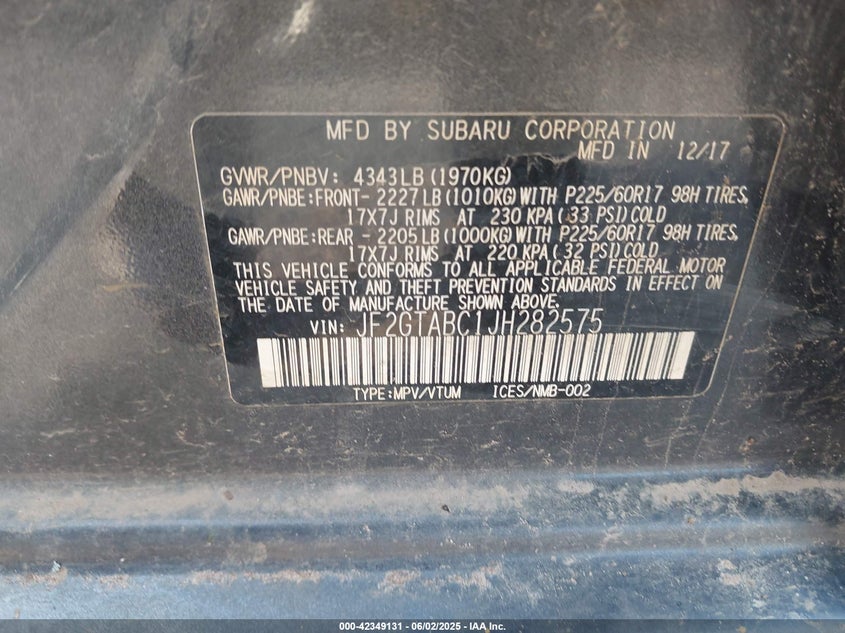 MFD BY SUBARU CORPORATION
MFD IN 12/17
GVWR/PNBV: 4343LB(1970KG)
GAWR/PNBE:FRONT- 2227LB(1010KG)WITH P225/60R17 98H TIRES,
17X7J RIMS AT 230 KPA( 33 PSI)COLD
GAWR/PNBE:REAR - 2205LB(1000KG)WITH P225/60R17 98H TIRES,
17X7J RIMS AT 220 KPA( 32 PSI)COLD
THIS VEHICLE CONFORMS TO ALL APPLICABLE FEDERAL MOTOR
VEHICLE SAFETY AND THEFT PREVENTION STANDARDS IN EFFECT ON
THE DATE OF MANUFACTURE SHOWN ABOVE.
VIN: JF2GTABC1JH282575
TYPE:MPV/VTUM ICES/NMB-002
000-42349131 - 06/02/2025 - IAA Inc.